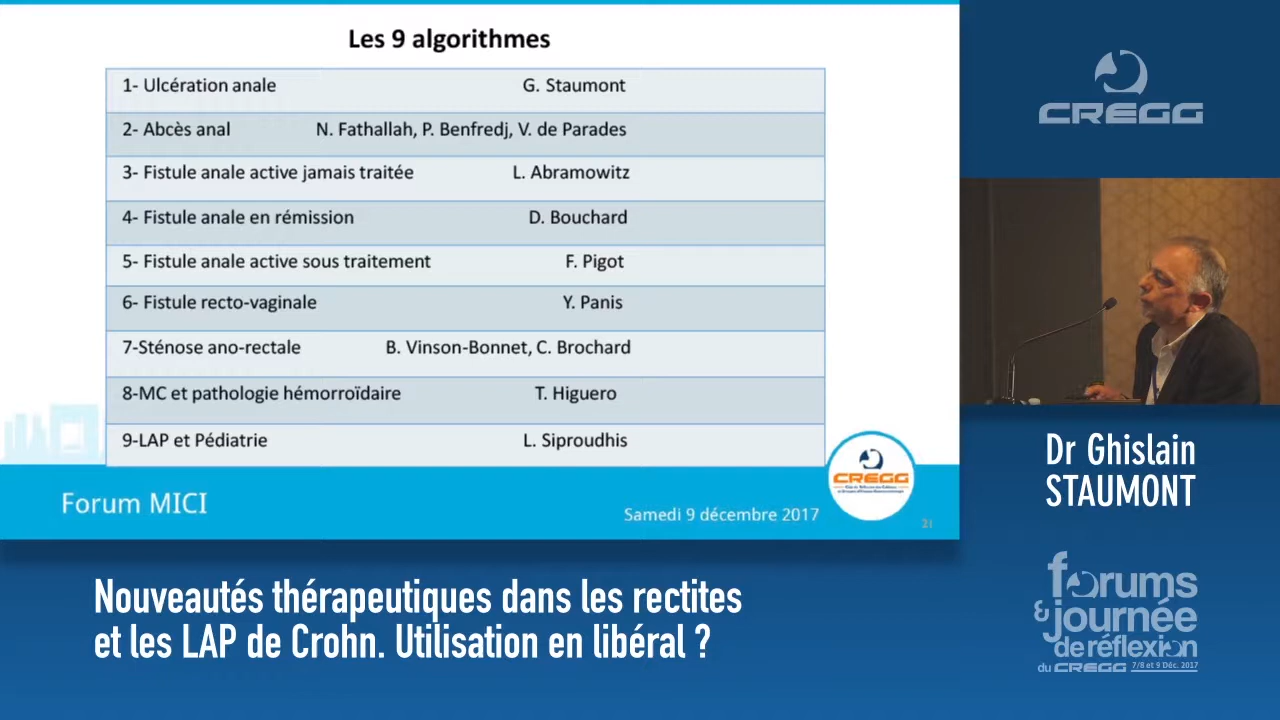 Les 9 algorithmes
1- Ulcération anale G. Staumont
2- Abcès anal N. Fathallah, P. Benfredj, V. de Parades
3- Fistule anale active jamais traitée L. Abramowitz
4- Fistule anale en rémission D. Bouchard
5- Fistule anale active sous traitement F. Pigot
6- Fistule recto-vaginale Y. Panis
7-Sténose ano-rectale B. Vinson-Bonnet, C. Brochard
8-MC et pathologie hémorroïdaire T. Higuero
9-LAP et Pédiatrie L. Siproudhis
Forum MICI
Samedi 9 décembre 2017
CREGG
21
CREGG
Dr Ghislain
STAUMONT
Nouveautés thérapeutiques dans les rectites
et les LAP de Crohn. Utilisation en libéral ?
forums
& journée
de réflexion
du CREGG 7/8 et 9 Déc. 2017